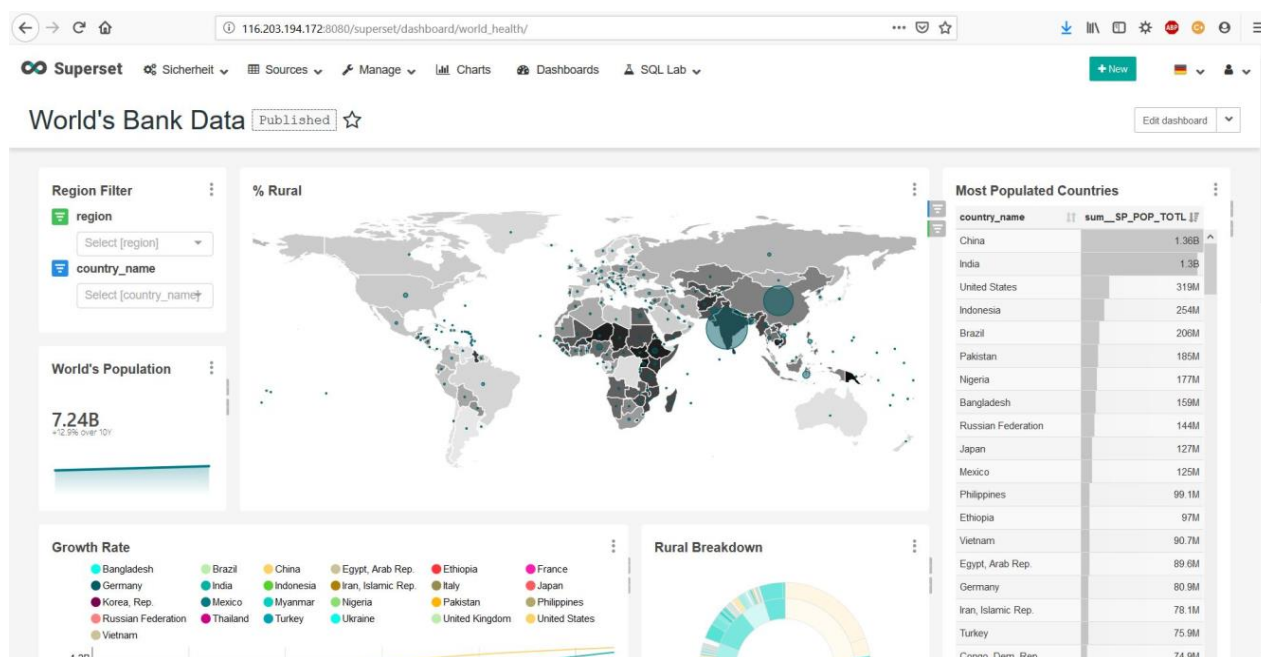 116.203.194.172:8080/superset/dashboard/world_health/
ABP
Superset Sicherheit Sources Manage Charts Dashboards SQL Lab + New
World's Bank Data Published Edit dashboard
Region Filter
region
Select [region]
country_name
Select [country_name]
World's Population
7.24B
+12.9% over 10Y
% Rural
Most Populated Countries
country_name sum__SP_POP_TOTL
China 1.36B
India 1.3B
United States 319M
Indonesia 254M
Brazil 206M
Pakistan 185M
Nigeria 177M
Bangladesh 159M
Russian Federation 144M
Japan 127M
Mexico 125M
Philippines 99.1M
Ethiopia 97M
Vietnam 90.7M
Egypt, Arab Rep. 89.6M
Germany 80.9M
Iran, Islamic Rep. 78.1M
Turkey 75.9M
Congo, Dem. Rep. 74.9M
Growth Rate
Bangladesh Brazil China Egypt, Arab Rep. Ethiopia France
Germany India Indonesia Iran, Islamic Rep. Italy Japan
Korea, Rep. Mexico Myanmar Nigeria Pakistan Philippines
Russian Federation Thailand Turkey Ukraine United Kingdom United States
Vietnam
Rural Breakdown